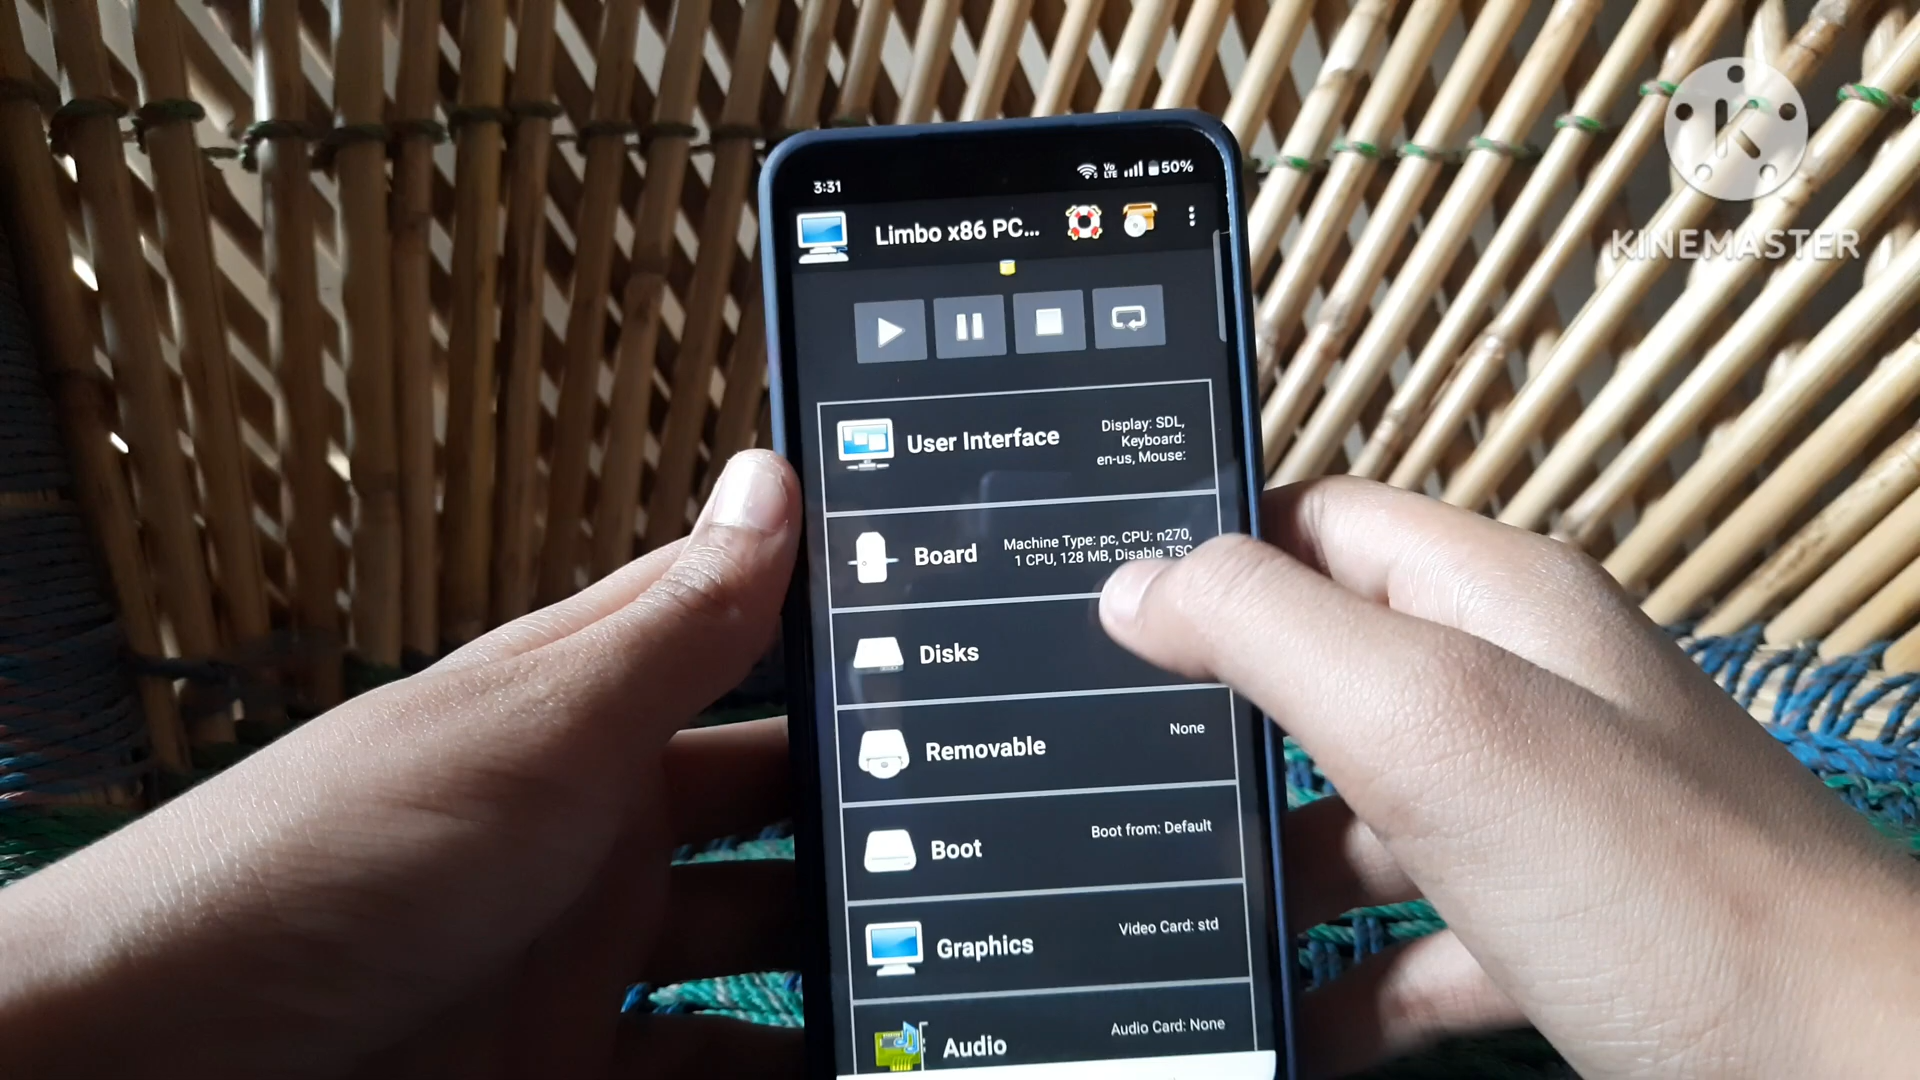 3:31
Vo
LTE
50%
Limbo x86 PC...
User Interface
Display: SDL,
Keyboard:
en-us, Mouse:
Board
Machine Type: pc, CPU: n270,
1 CPU, 128 MB, Disable TSC
Disks
Removable
None
Boot
Boot from: Default
Graphics
Video Card: std
Audio
Audio Card: None
K
KINEMASTER